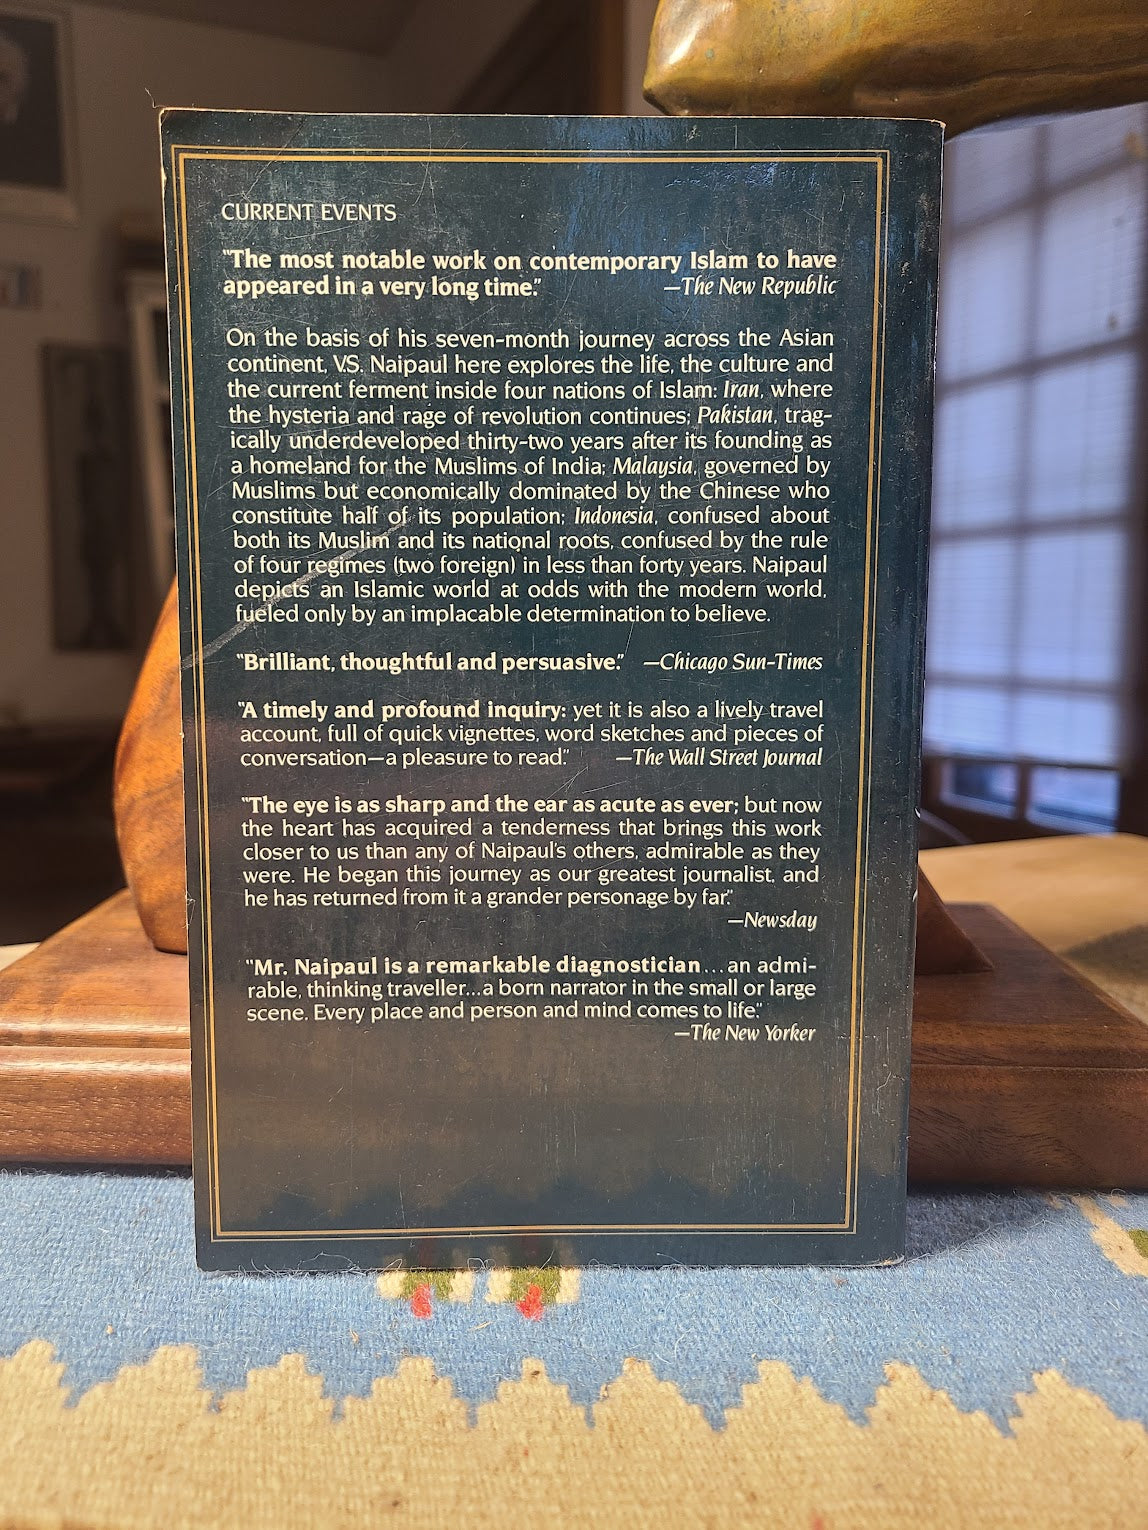 CURRENT EVENTS
"The most notable work on contemporary Islam to have
appeared in a very long time." —The New Republic
On the basis of his seven-month journey across the Asian
continent, V.S. Naipaul here explores the life, the culture and
the current ferment inside four nations of Islam: Iran, where
the hysteria and rage of revolution continues; Pakistan, trag-
ically underdeveloped thirty-two years after its founding as
a homeland for the Muslims of India; Malaysia, governed by
Muslims but economically dominated by the Chinese who
constitute half of its population; Indonesia, confused about
both its Muslim and its national roots, confused by the rule
of four regimes (two foreign) in less than forty years. Naipaul
depicts an Islamic world at odds with the modern world,
fueled only by an implacable determination to believe.
"Brilliant, thoughtful and persuasive." —Chicago Sun-Times
"A timely and profound inquiry: yet it is also a lively travel
account, full of quick vignettes, word sketches and pieces of
conversation—a pleasure to read." —The Wall Street Journal
"The eye is as sharp and the ear as acute as ever; but now
the heart has acquired a tenderness that brings this work
closer to us than any of Naipaul's others, admirable as they
were. He began this journey as our greatest journalist, and
he has returned from it a grander personage by far."
—Newsday
"Mr. Naipaul is a remarkable diagnostician...an admi-
rable, thinking traveller...a born narrator in the small or large
scene. Every place and person and mind comes to life."
—The New Yorker